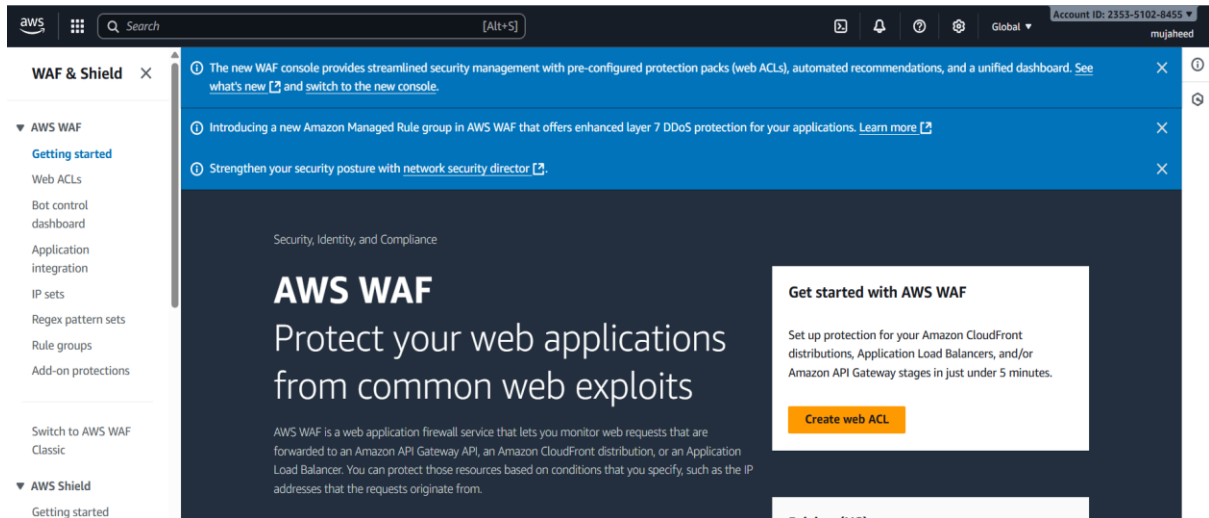 aws
Search
[Alt+S]
Global ▼
Account ID: 2353-5102-8455 ▼
mujaheed
WAF & Shield
▼ AWS WAF
Getting started
Web ACLs
Bot control
dashboard
Application
integration
IP sets
Regex pattern sets
Rule groups
Add-on protections
Switch to AWS WAF
Classic
▼ AWS Shield
Getting started
The new WAF console provides streamlined security management with pre-configured protection packs (web ACLs), automated recommendations, and a unified dashboard. See
what's new and switch to the new console.
Introducing a new Amazon Managed Rule group in AWS WAF that offers enhanced layer 7 DDoS protection for your applications. Learn more
Strengthen your security posture with network security director.
Security, Identity, and Compliance
AWS WAF
Protect your web applications
from common web exploits
AWS WAF is a web application firewall service that lets you monitor web requests that are
forwarded to an Amazon API Gateway API, an Amazon CloudFront distribution, or an Application
Load Balancer. You can protect those resources based on conditions that you specify, such as the IP
addresses that the requests originate from.
Get started with AWS WAF
Set up protection for your Amazon CloudFront
distributions, Application Load Balancers, and/or
Amazon API Gateway stages in just under 5 minutes.
Create web ACL